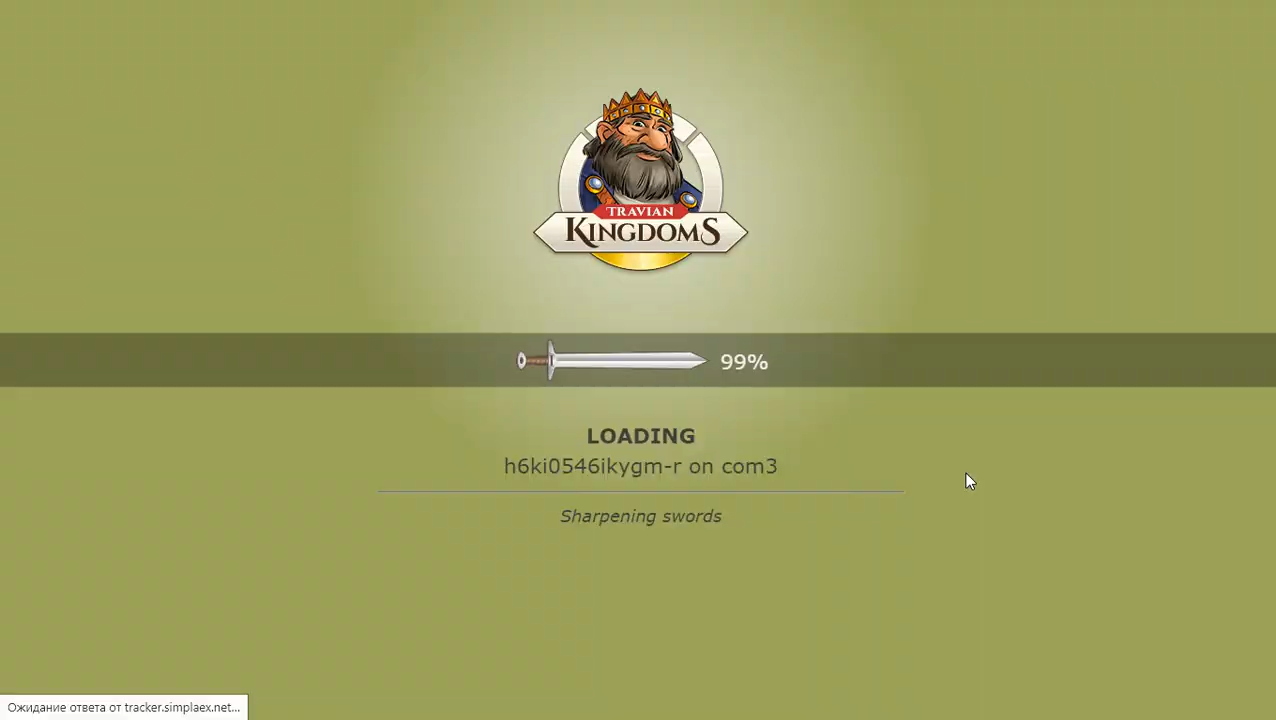 TRAVIAN
KINGDOMS
99%
LOADING
h6ki0546ikygm-r on com3
Sharpening swords
Ожидание ответа от tracker.simplaex.net...